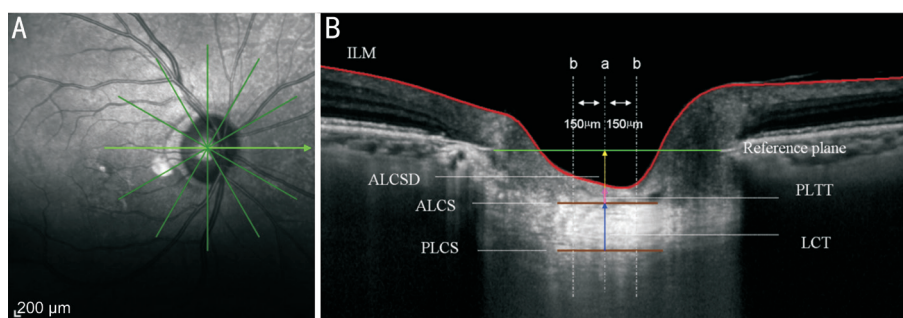 A
200 µm
B
ILM
b a b
150µm 150µm
Reference plane
ALCSD
PLTT
ALCS
LCT
PLCS